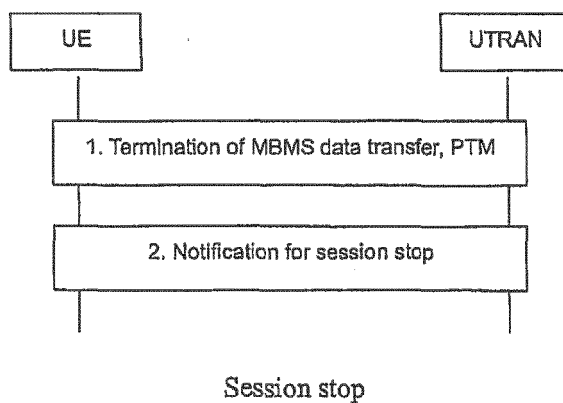 UE
UTRAN
1. Termination of MBMS data transfer, PTM
2. Notification for session stop
Session stop